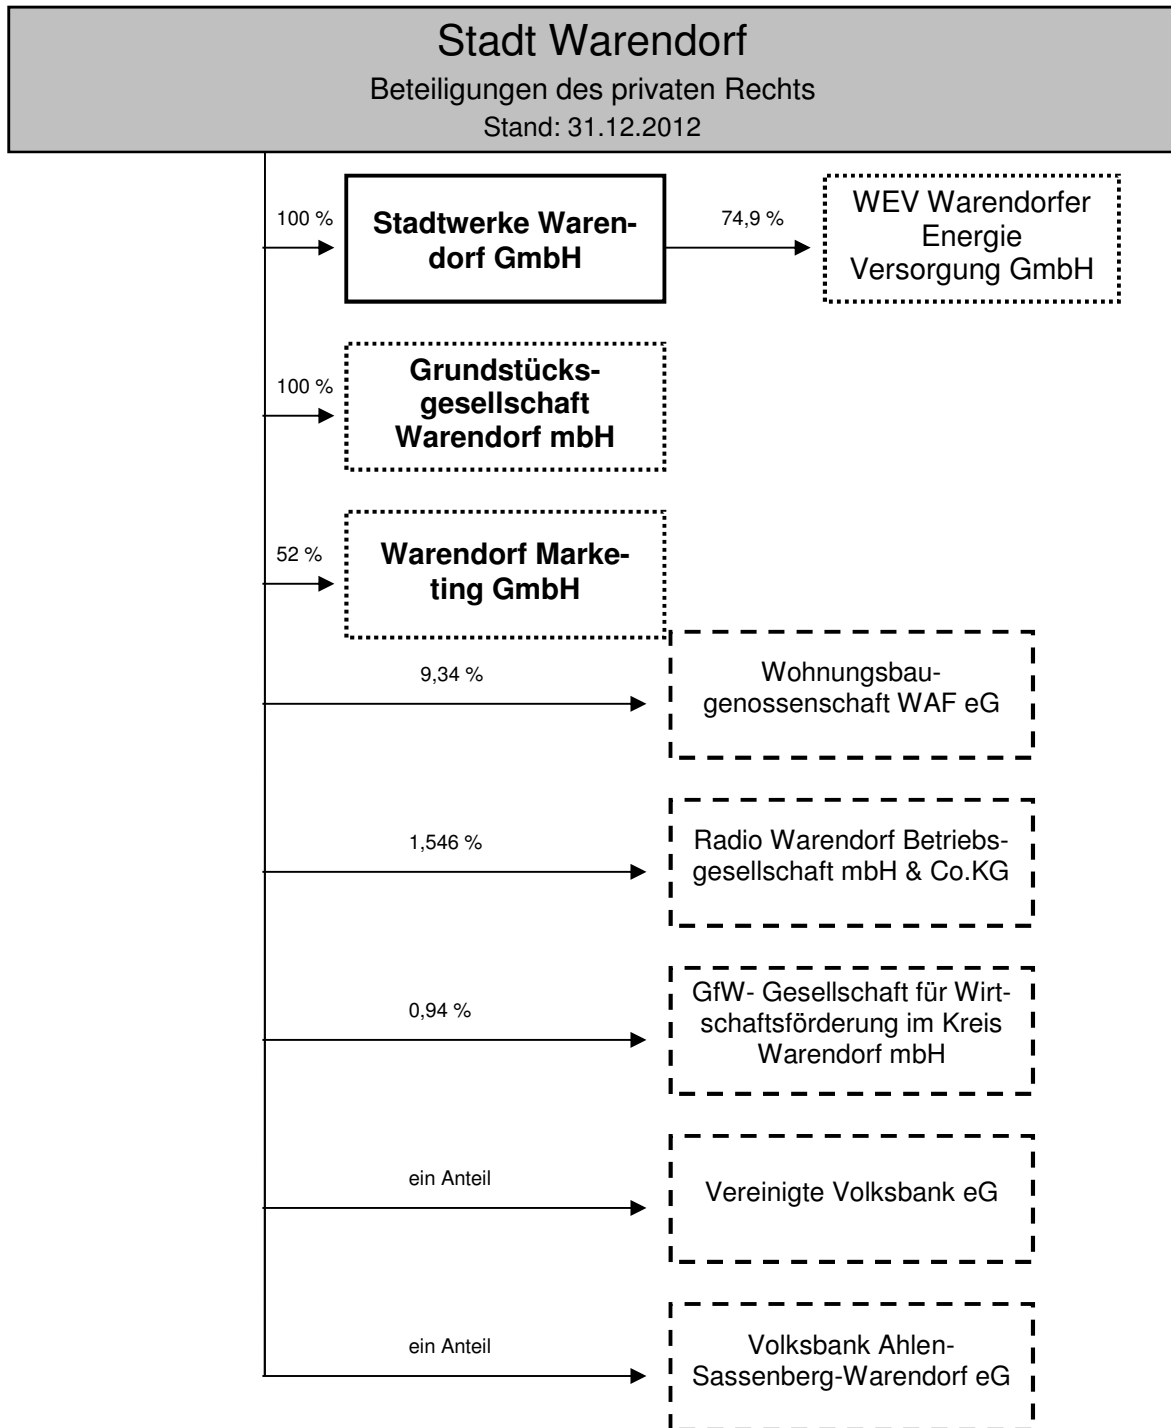 Stadt Warendorf
Beteiligungen des privaten Rechts
Stand: 31.12.2012
100 %
Stadtwerke Waren-
dorf GmbH
74,9 %
WEV Warendorfer
Energie
Versorgung GmbH
100 %
Grundstücks-
gesellschaft
Warendorf mbH
52 %
Warendorf Marke-
ting GmbH
9,34 %
Wohnungsbau-
genossenschaft WAF eG
1,546 %
Radio Warendorf Betriebs-
gesellschaft mbH & Co.KG
0,94 %
GfW- Gesellschaft für Wirt-
schaftsförderung im Kreis
Warendorf mbH
ein Anteil
Vereinigte Volksbank eG
ein Anteil
Volksbank Ahlen-
Sassenberg-Warendorf eG